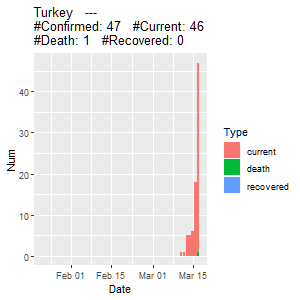 Turkey   ---
#Confirmed: 47   #Current: 46
#Death: 1   #Recovered: 0
Num
40
30
20
10
0
Feb 01
Feb 15
Mar 01
Mar 15
Date
Type
current
death
recovered